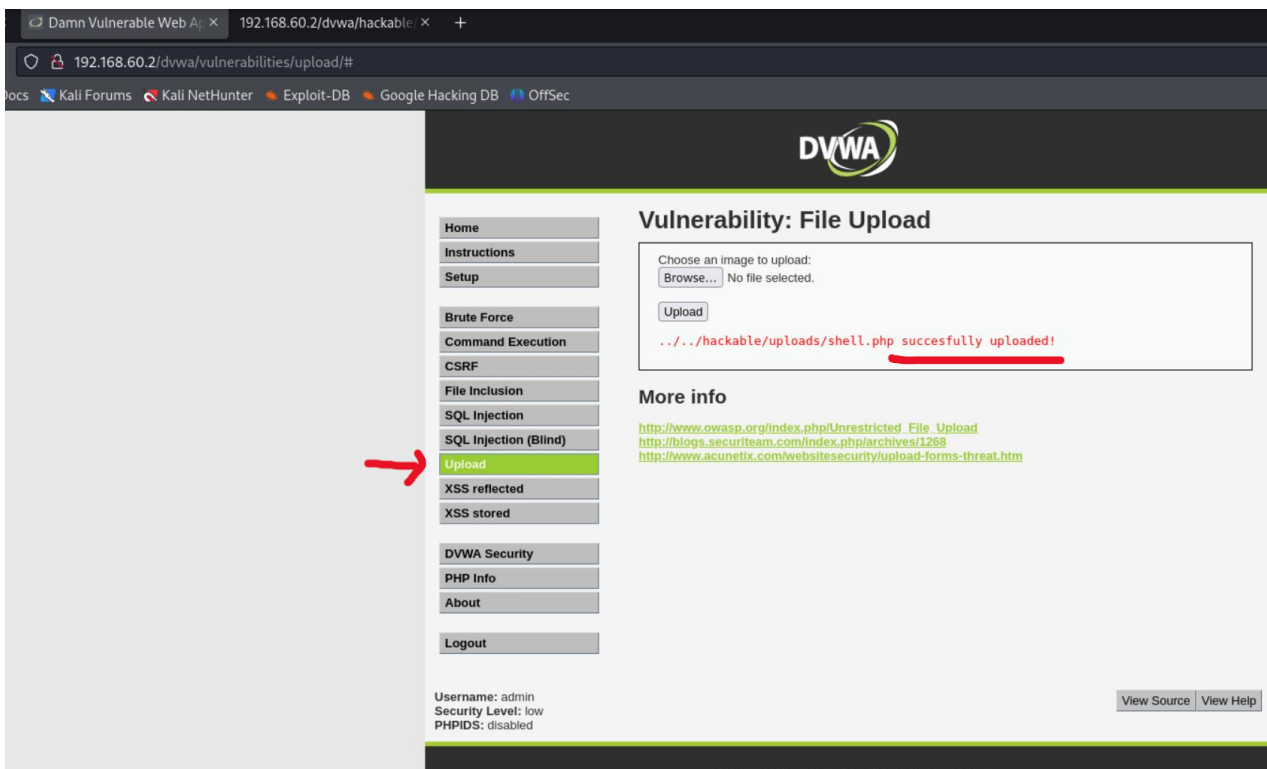 Damn Vulnerable Web Ap ×
192.168.60.2/dvwa/hackable/ ×
+
192.168.60.2/dvwa/vulnerabilities/upload/#
Docs Kali Forums Kali NetHunter Exploit-DB Google Hacking DB OffSec
DVWA
Home
Instructions
Setup
Brute Force
Command Execution
CSRF
File Inclusion
SQL Injection
SQL Injection (Blind)
Upload
XSS reflected
XSS stored
DVWA Security
PHP Info
About
Logout
Vulnerability: File Upload
Choose an image to upload:
Browse... No file selected.
Upload
../../hackable/uploads/shell.php succesfully uploaded!
More info
http://www.owasp.org/index.php/Unrestricted_File_Upload
http://blogs.securiteam.com/index.php/archives/1268
http://www.acunetix.com/websitesecurity/upload-forms-threat.htm
Username: admin
Security Level: low
PHPIDS: disabled
View Source View Help